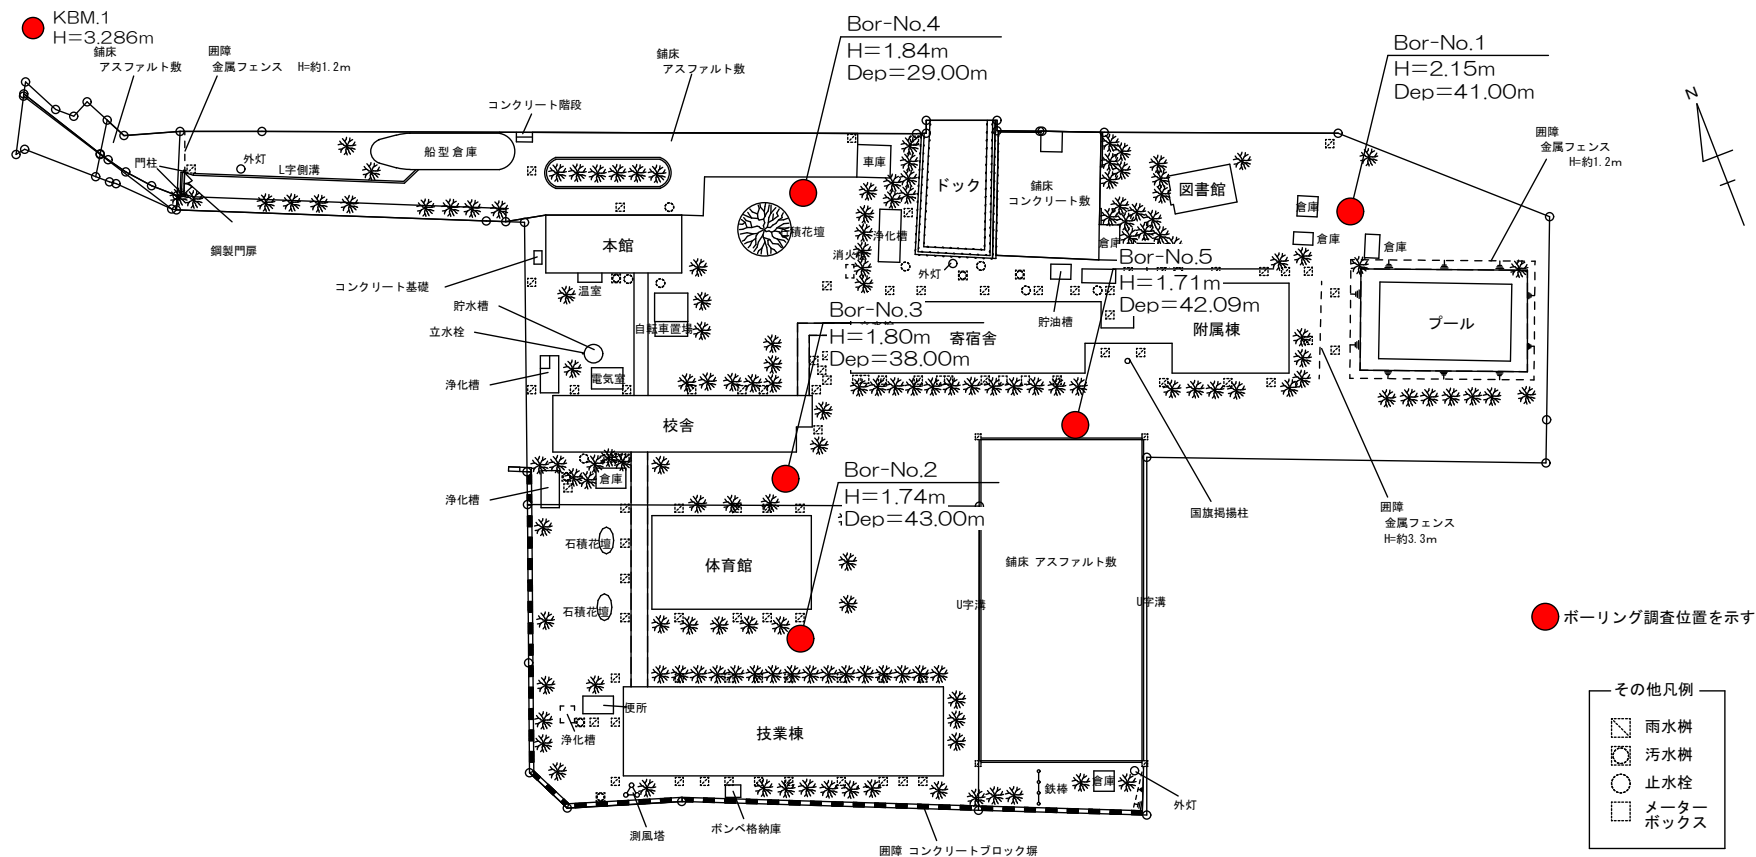 KBM.1
H=3.286m
舗床
アスファルト敷
囲障
金属フェンス H=約1.2m
舗床
アスファルト敷
Bor-No.4
H=1.84m
Dep=29.00m
Bor-No.1
H=2.15m
Dep=41.00m
N
囲障
金属フェンス
H=約1.2m
コンクリート階段
船型倉庫
門柱
外灯
L字側溝
車庫
ドック
舗床
コンクリート敷
図書館
倉庫
倉庫
倉庫
倉庫
鋼製門扉
本館
石積花壇
浄化槽
消火
外灯
コンクリート基礎
温室
貯水槽
立水栓
自転車置場
Bor-No.5
H=1.71m
Dep=42.09m
貯油槽
附属棟
プール
Bor-No.3
H=1.80m
Dep=38.00m
寄宿舎
浄化槽
電気室
校舎
浄化槽
倉庫
Bor-No.2
H=1.74m
Dep=43.00m
国旗掲揚柱
囲障
金属フェンス
H=約3.3m
石積花壇
体育館
舗床 アスファルト敷
石積花壇
U字溝
U字溝
ボーリング調査位置を示す
便所
浄化槽
技業棟
鉄棒
倉庫
外灯
測風塔
ボンベ格納庫
囲障 コンクリートブロック塀
その他凡例
雨水桝
汚水桝
止水栓
メーター
ボックス